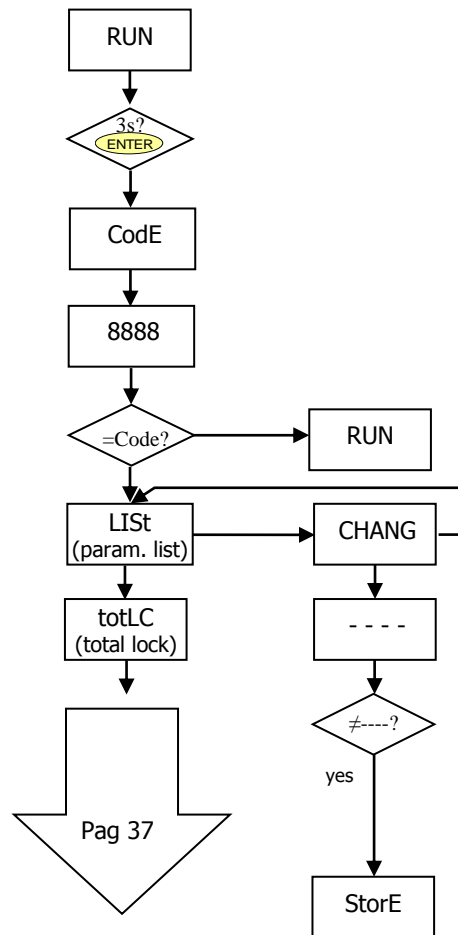 RUN
3s?
ENTER
CodE
8888
=Code?
RUN
LISt
(param. list)
CHANG
totLC
(total lock)
- - - -
≠----?
yes
Pag 37
StorE